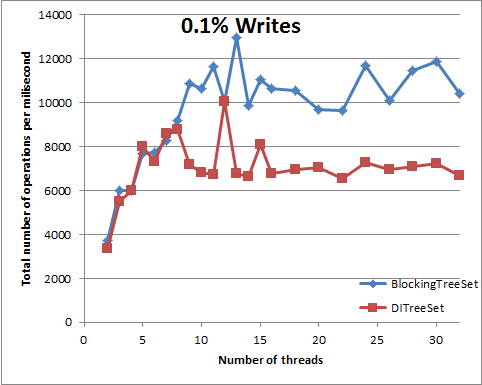 0.1% Writes
14000
12000
10000
8000
6000
4000
2000
0
Total number of operations per milisecond
BlockingTreeSet
DITreeSet
0 5 10 15 20 25 30
Number of threads